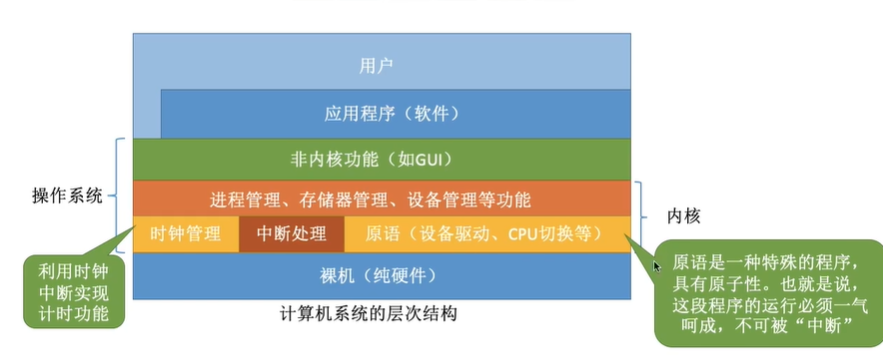 用户
应用程序（软件）
非内核功能（如GUI）
操作系统
进程管理、存储器管理、设备管理等功能
内核
时钟管理
中断处理
原语（设备驱动、CPU切换等）
裸机（纯硬件）
利用时钟
中断实现
计时功能
原语是一种特殊的程序，
具有原子性。也就是说，
这段程序的运行必须一气
呵成，不可被“中断”
计算机系统的层次结构